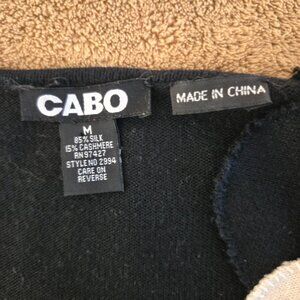 CABO
MADE IN CHINA
M
85% SILK
15% CASHMERE
RN 97427
STYLE NO 2994
CARE ON
REVERSE